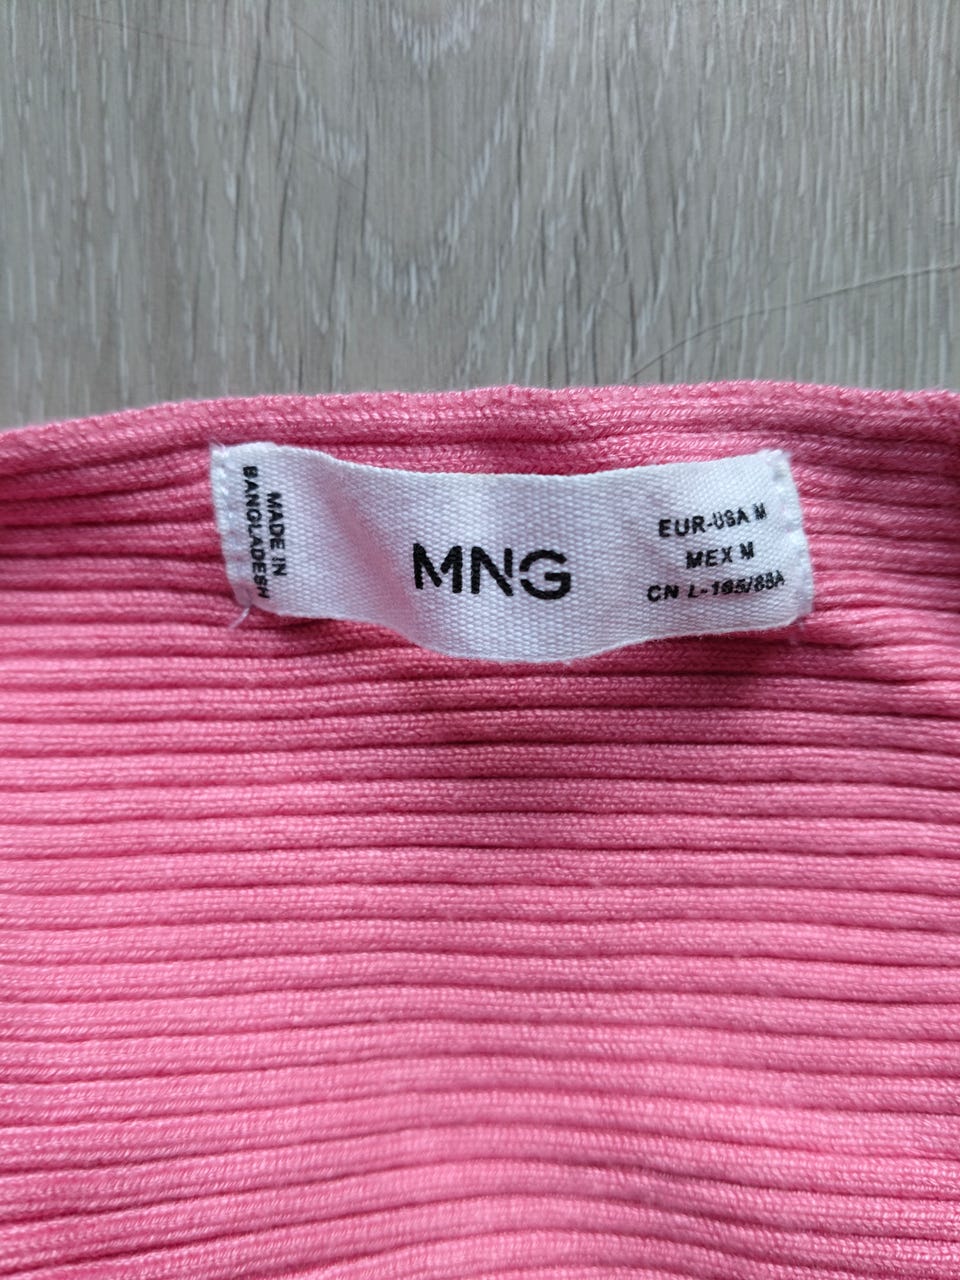 MADE IN
BANGLADESH
MNG
EUR-USA M
MEX M
CN L-165/88A